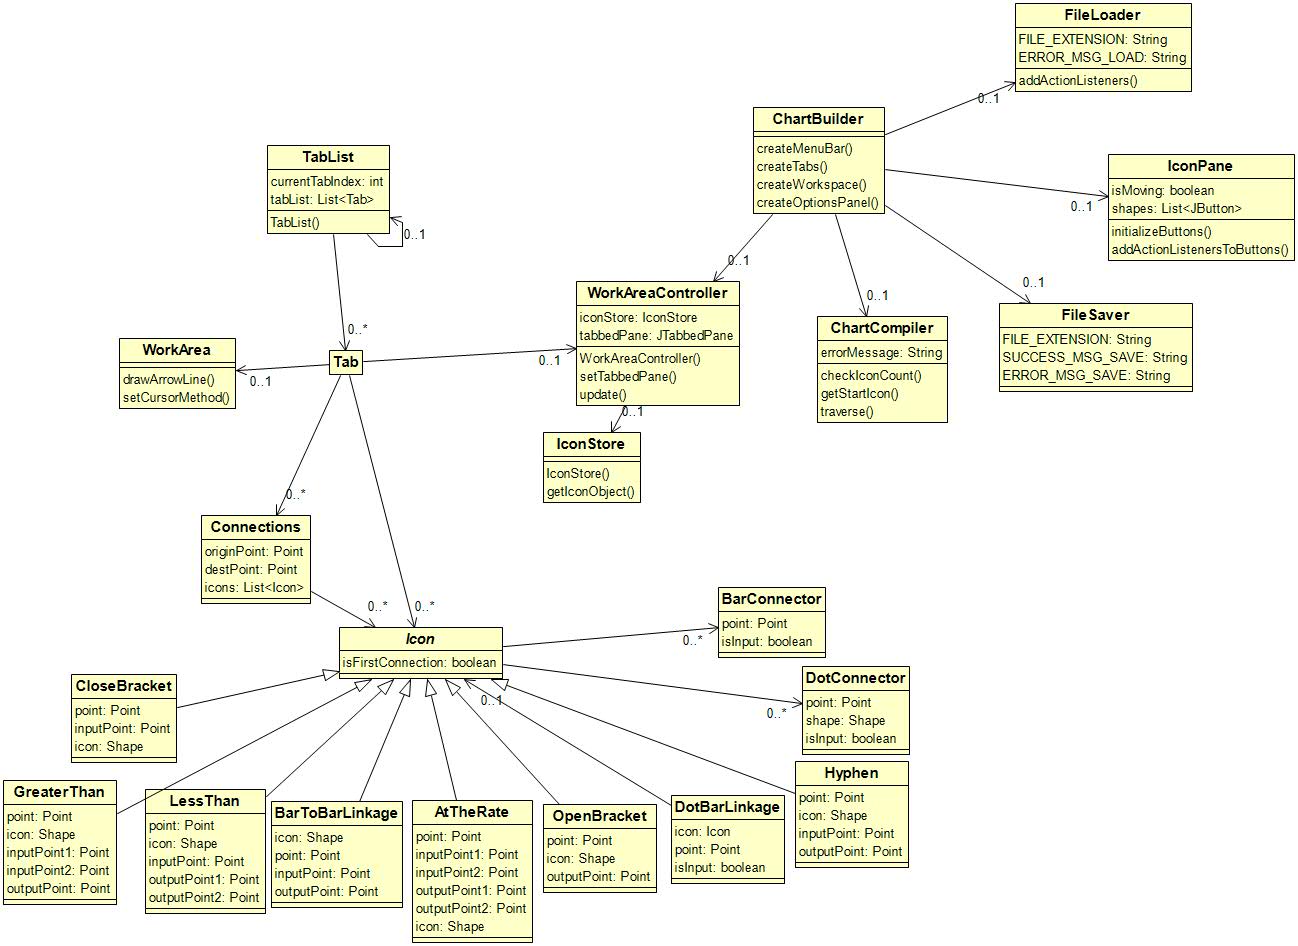 FileLoader
FILE_EXTENSION: String
ERROR_MSG_LOAD: String
addActionListeners()
0..1
ChartBuilder
createMenuBar()
createTabs()
createWorkspace()
createOptionsPanel()
IconPane
isMoving: boolean
shapes: List<JButton>
initializeButtons()
addActionListenersToButtons()
0..1
TabList
currentTabIndex: int
tabList: List<Tab>
TabList()
0..1
0..1
WorkAreaController
iconStore: IconStore
tabbedPane: JTabbedPane
WorkAreaController()
setTabbedPane()
update()
0..1
ChartCompiler
errorMessage: String
checkIconCount()
getStartIcon()
traverse()
0..1
FileSaver
FILE_EXTENSION: String
SUCCESS_MSG_SAVE: String
ERROR_MSG_SAVE: String
0..*
WorkArea
drawArrowLine()
setCursorMethod()
0..1
Tab
0..1
0..1
IconStore
IconStore()
getIconObject()
0..*
Connections
originPoint: Point
destPoint: Point
icons: List<Icon>
0..*
0..*
Icon
isFirstConnection: boolean
BarConnector
point: Point
isInput: boolean
0..*
DotConnector
point: Point
shape: Shape
isInput: boolean
0..*
0..1
CloseBracket
point: Point
inputPoint: Point
icon: Shape
GreaterThan
point: Point
icon: Shape
inputPoint1: Point
inputPoint2: Point
outputPoint: Point
LessThan
point: Point
icon: Shape
inputPoint: Point
outputPoint1: Point
outputPoint2: Point
BarToBarLinkage
icon: Shape
point: Point
inputPoint: Point
outputPoint: Point
AtTheRate
point: Point
inputPoint1: Point
inputPoint2: Point
outputPoint1: Point
outputPoint2: Point
icon: Shape
OpenBracket
point: Point
icon: Shape
outputPoint: Point
DotBarLinkage
icon: Icon
point: Point
isInput: boolean
Hyphen
point: Point
icon: Shape
inputPoint: Point
outputPoint: Point